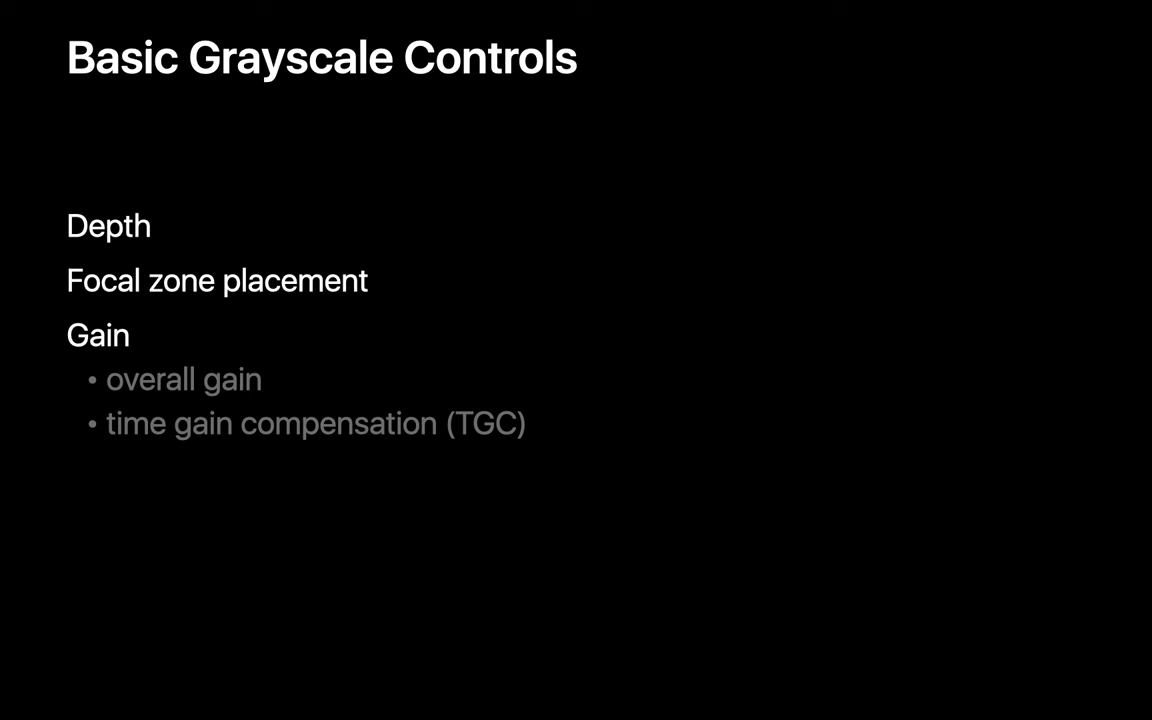 Basic Grayscale Controls
Depth
Focal zone placement
Gain
• overall gain
• time gain compensation (TGC)